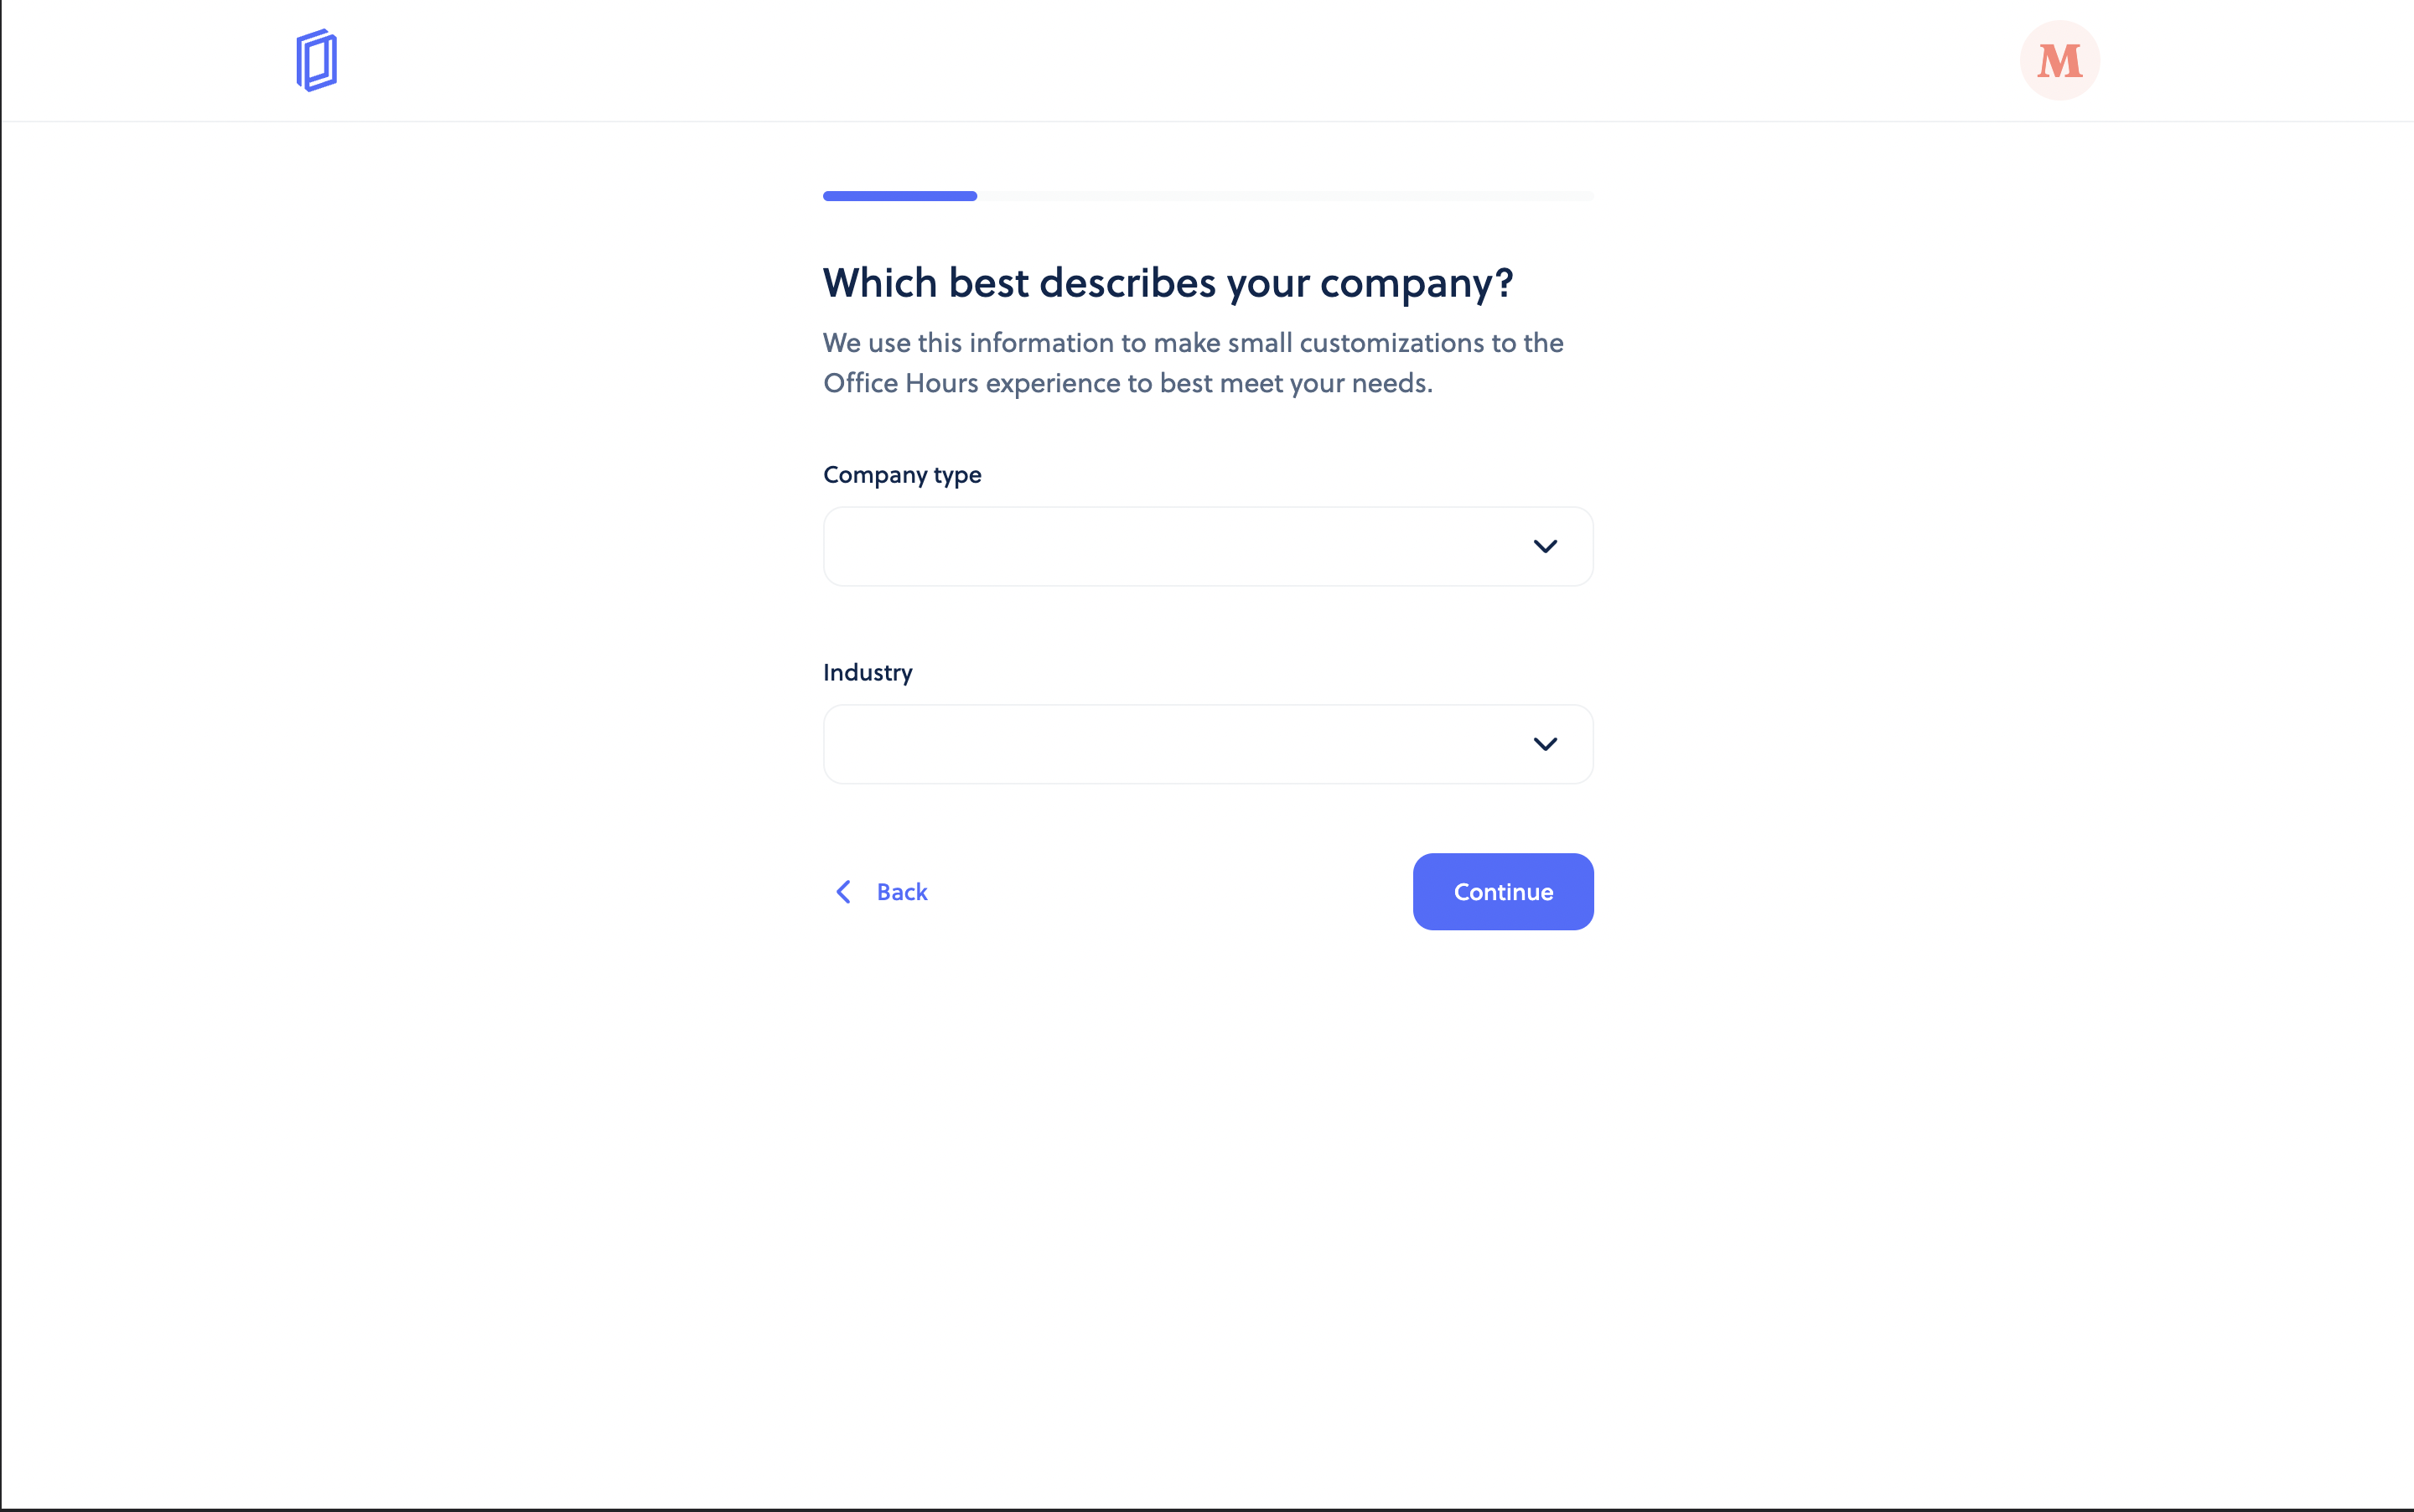 M
Which best describes your company?
We use this information to make small customizations to the
Office Hours experience to best meet your needs.
Company type
Industry
Back
Continue